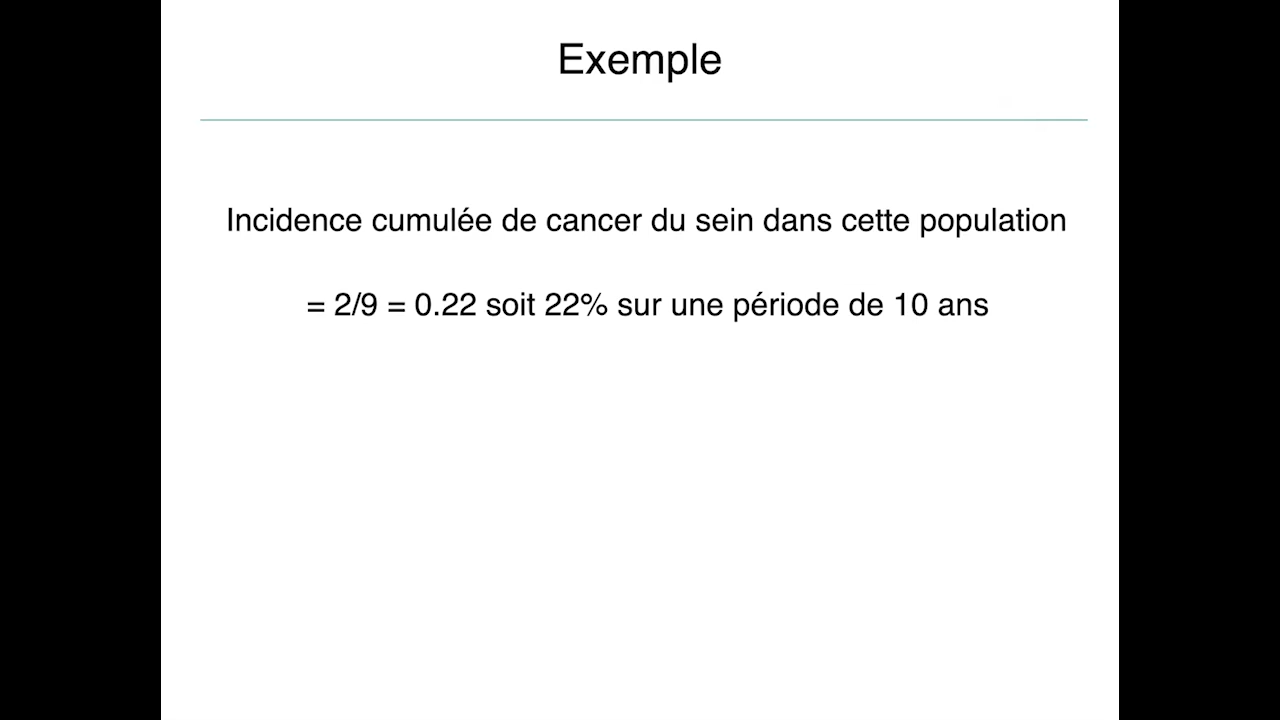 Exemple
Incidence cumulée de cancer du sein dans cette population
= 2/9 = 0.22 soit 22% sur une période de 10 ans